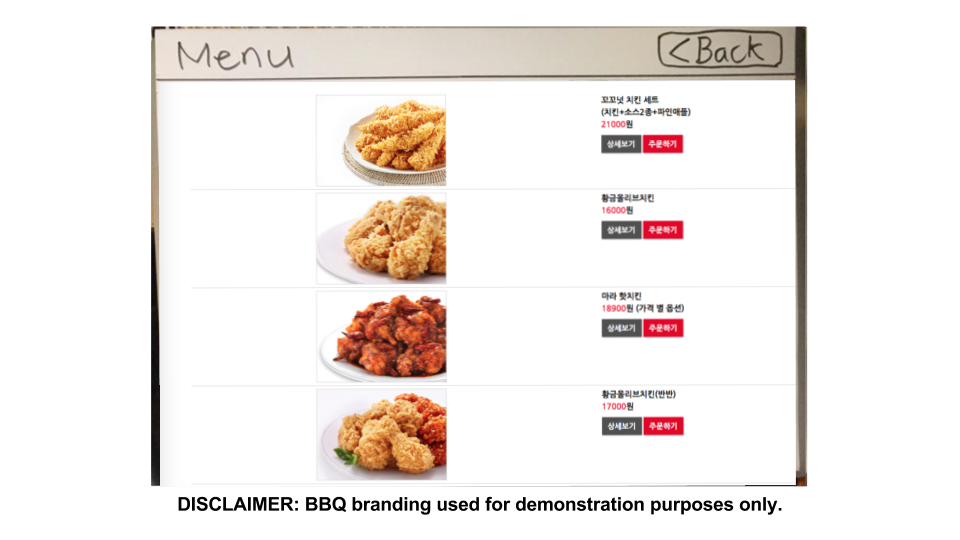 Menu
<Back
꼬꼬넛 치킨 세트
(치킨+소스2종+파인애플)
21000원
상세보기 주문하기
황금올리브치킨
16000원
상세보기 주문하기
마라 핫치킨
18900원 (가격 별 옵션)
상세보기 주문하기
황금올리브치킨(반반)
17000원
상세보기 주문하기
DISCLAIMER: BBQ branding used for demonstration purposes only.